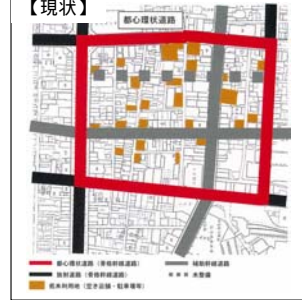 【現状】
都心環状道路
都心環状道路(骨格幹線道路)
補助幹線道路
放射道路(骨格幹線道路)
未整備
低未利用地(空き店舗・駐車場等)